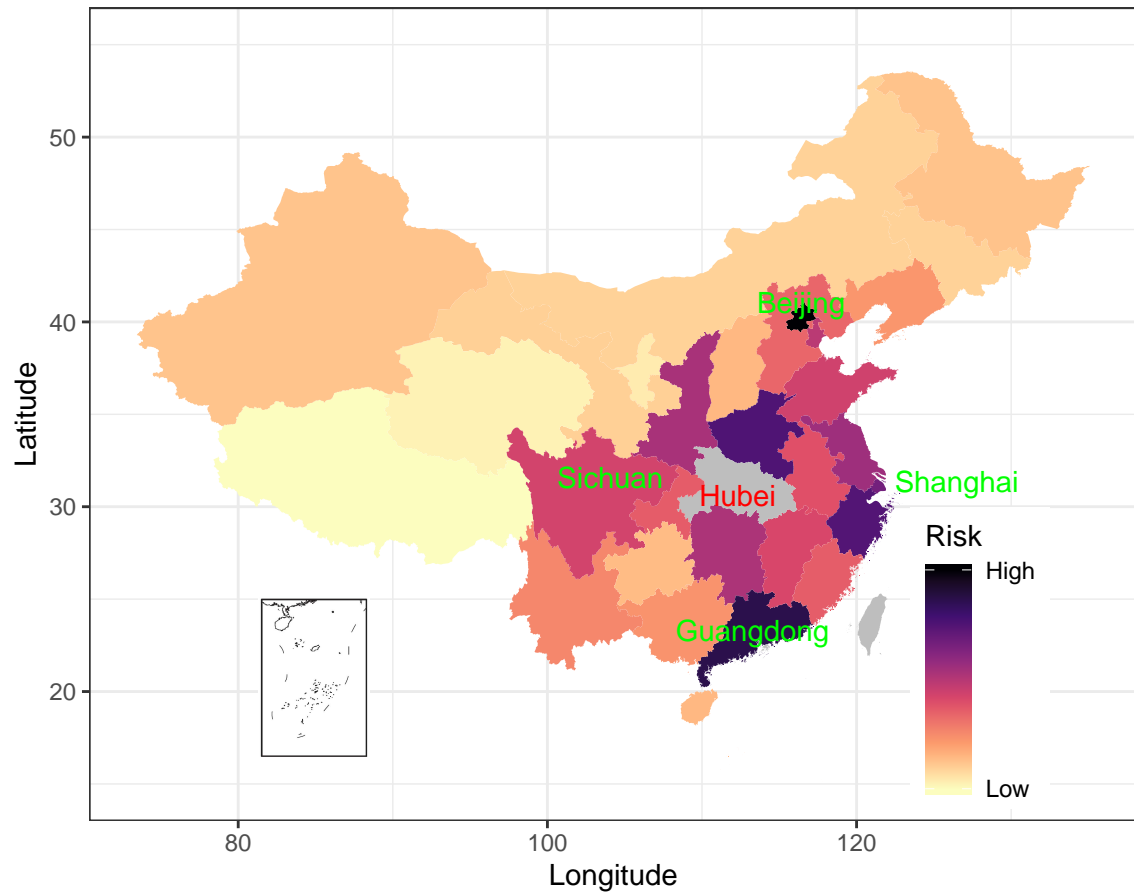 50
Beijing
40
Latitude
Sichuan
Shanghai
Hubei
30
Risk
High
Guangdong
20
Low
80
100
120
Longitude